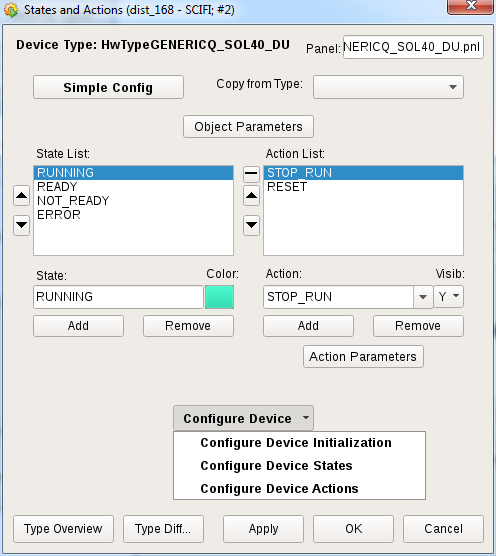 States and Actions (dist_168 - SCIFI; #2)
Device Type: HwTypeGENERICQ_SOL40_DU
Panel: NERICQ_SOL40_DU.pnl
Simple Config
Copy from Type:
Object Parameters
State List:
Action List:
RUNNING
READY
NOT_READY
ERROR
STOP_RUN
RESET
State:
Color:
Action:
Visib:
RUNNING
STOP_RUN
Y
Add
Remove
Add
Remove
Action Parameters
Configure Device
Configure Device Initialization
Configure Device States
Configure Device Actions
Type Overview
Type Diff...
Apply
OK
Cancel